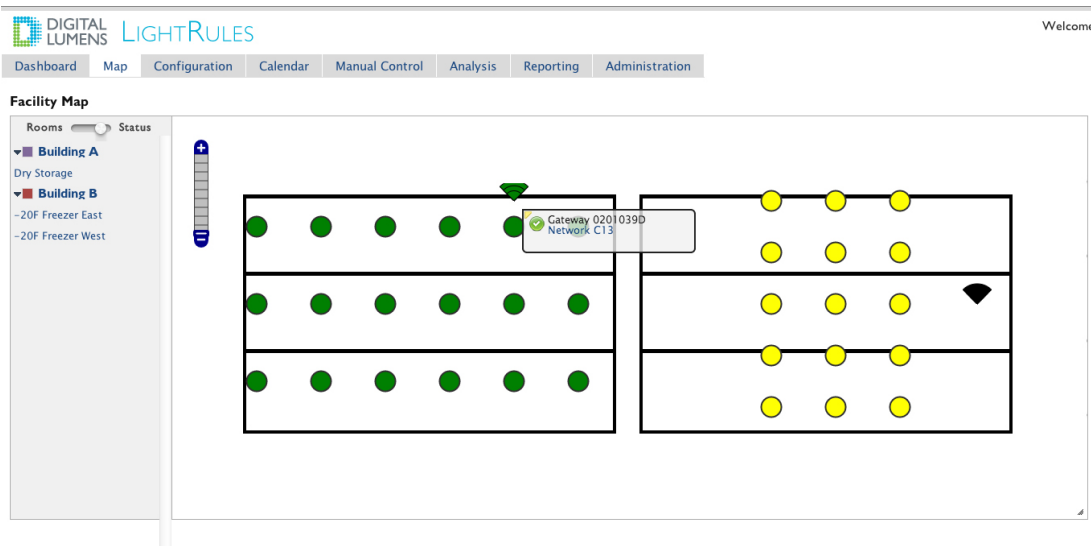 DIGITAL
LUMENS
LIGHTRULES
Welcome
Dashboard Map Configuration Calendar Manual Control Analysis Reporting Administration
Facility Map
Rooms Status
Building A
Dry Storage
Building B
-20F Freezer East
-20F Freezer West
Gateway 0201039D
Network C13